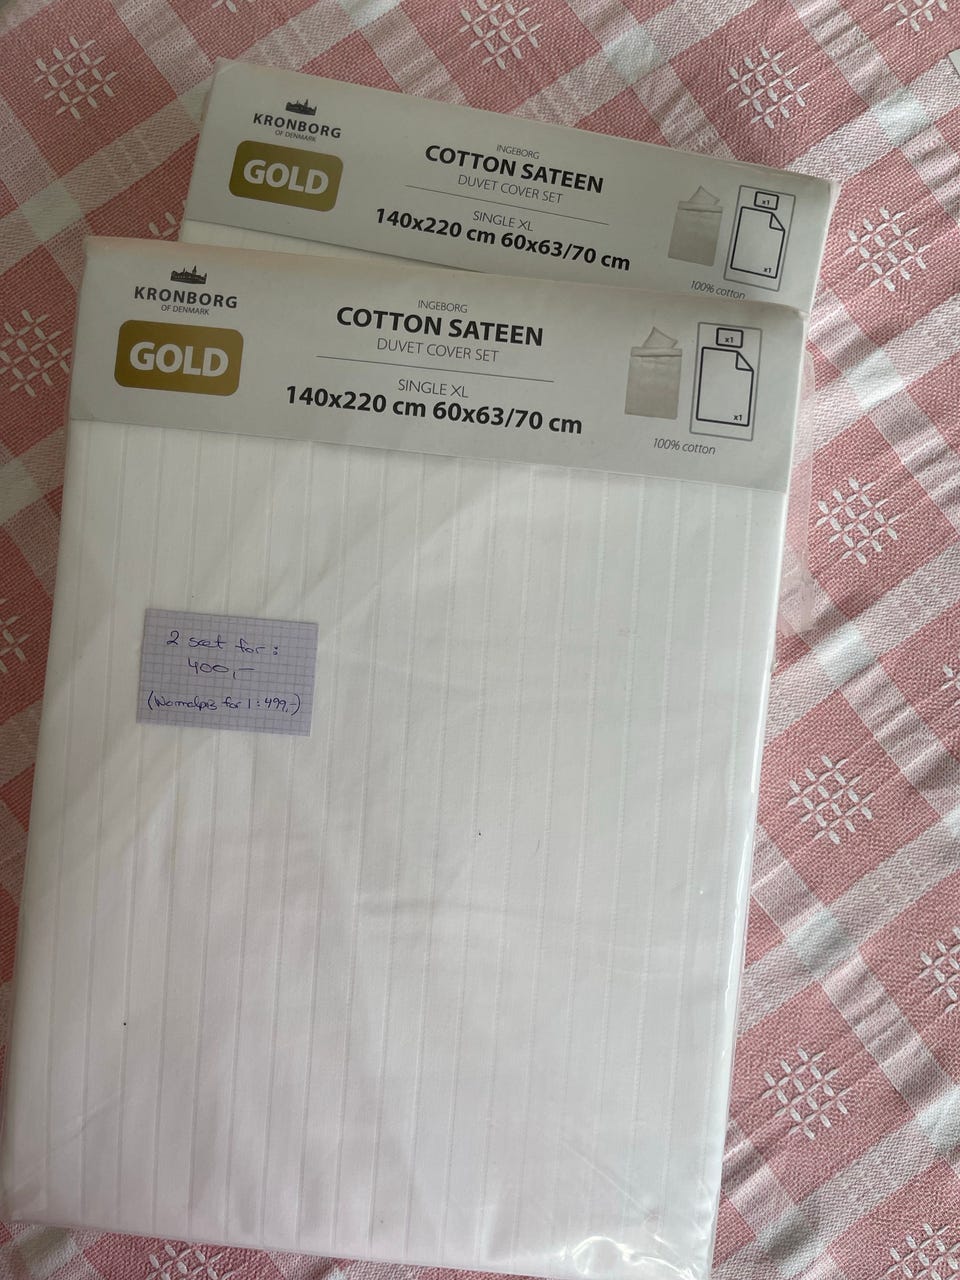 KRONBORG
OF DENMARK
GOLD
INGEBORG
COTTON SATEEN
DUVET COVER SET
SINGLE XL
140x220 cm 60x63/70 cm
x1
x1
100% cotton
KRONBORG
OF DENMARK
GOLD
INGEBORG
COTTON SATEEN
DUVET COVER SET
SINGLE XL
140x220 cm 60x63/70 cm
x1
x1
100% cotton
2 sæt for:
400,-
(Normalpris for 1: 499,-)